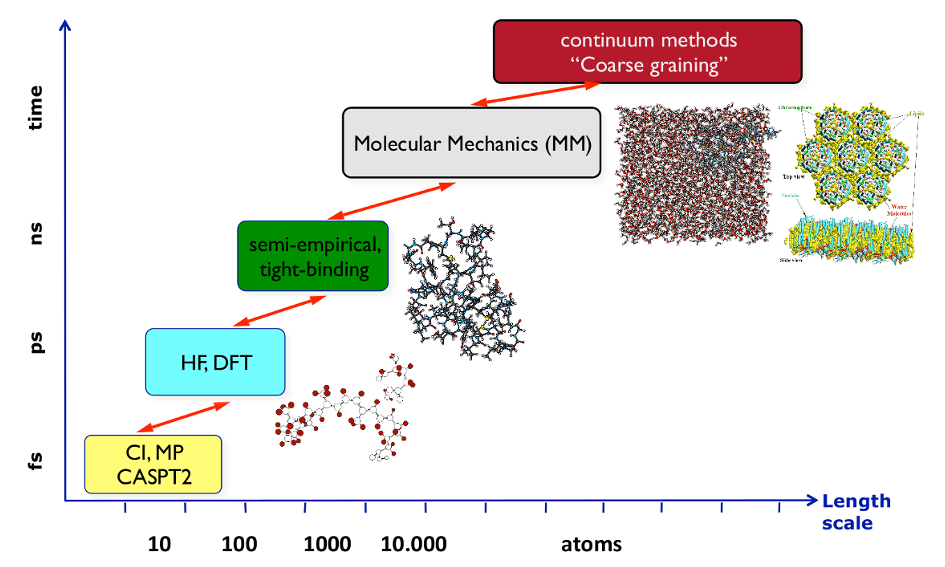 continuum methods
“Coarse graining”
time
Molecular Mechanics (MM)
Top view
Water
Side view
ns
semi-empirical,
tight-binding
ps
HF, DFT
fs
CI, MP
CASPT2
Length
scale
10 100 1000 10.000 atoms